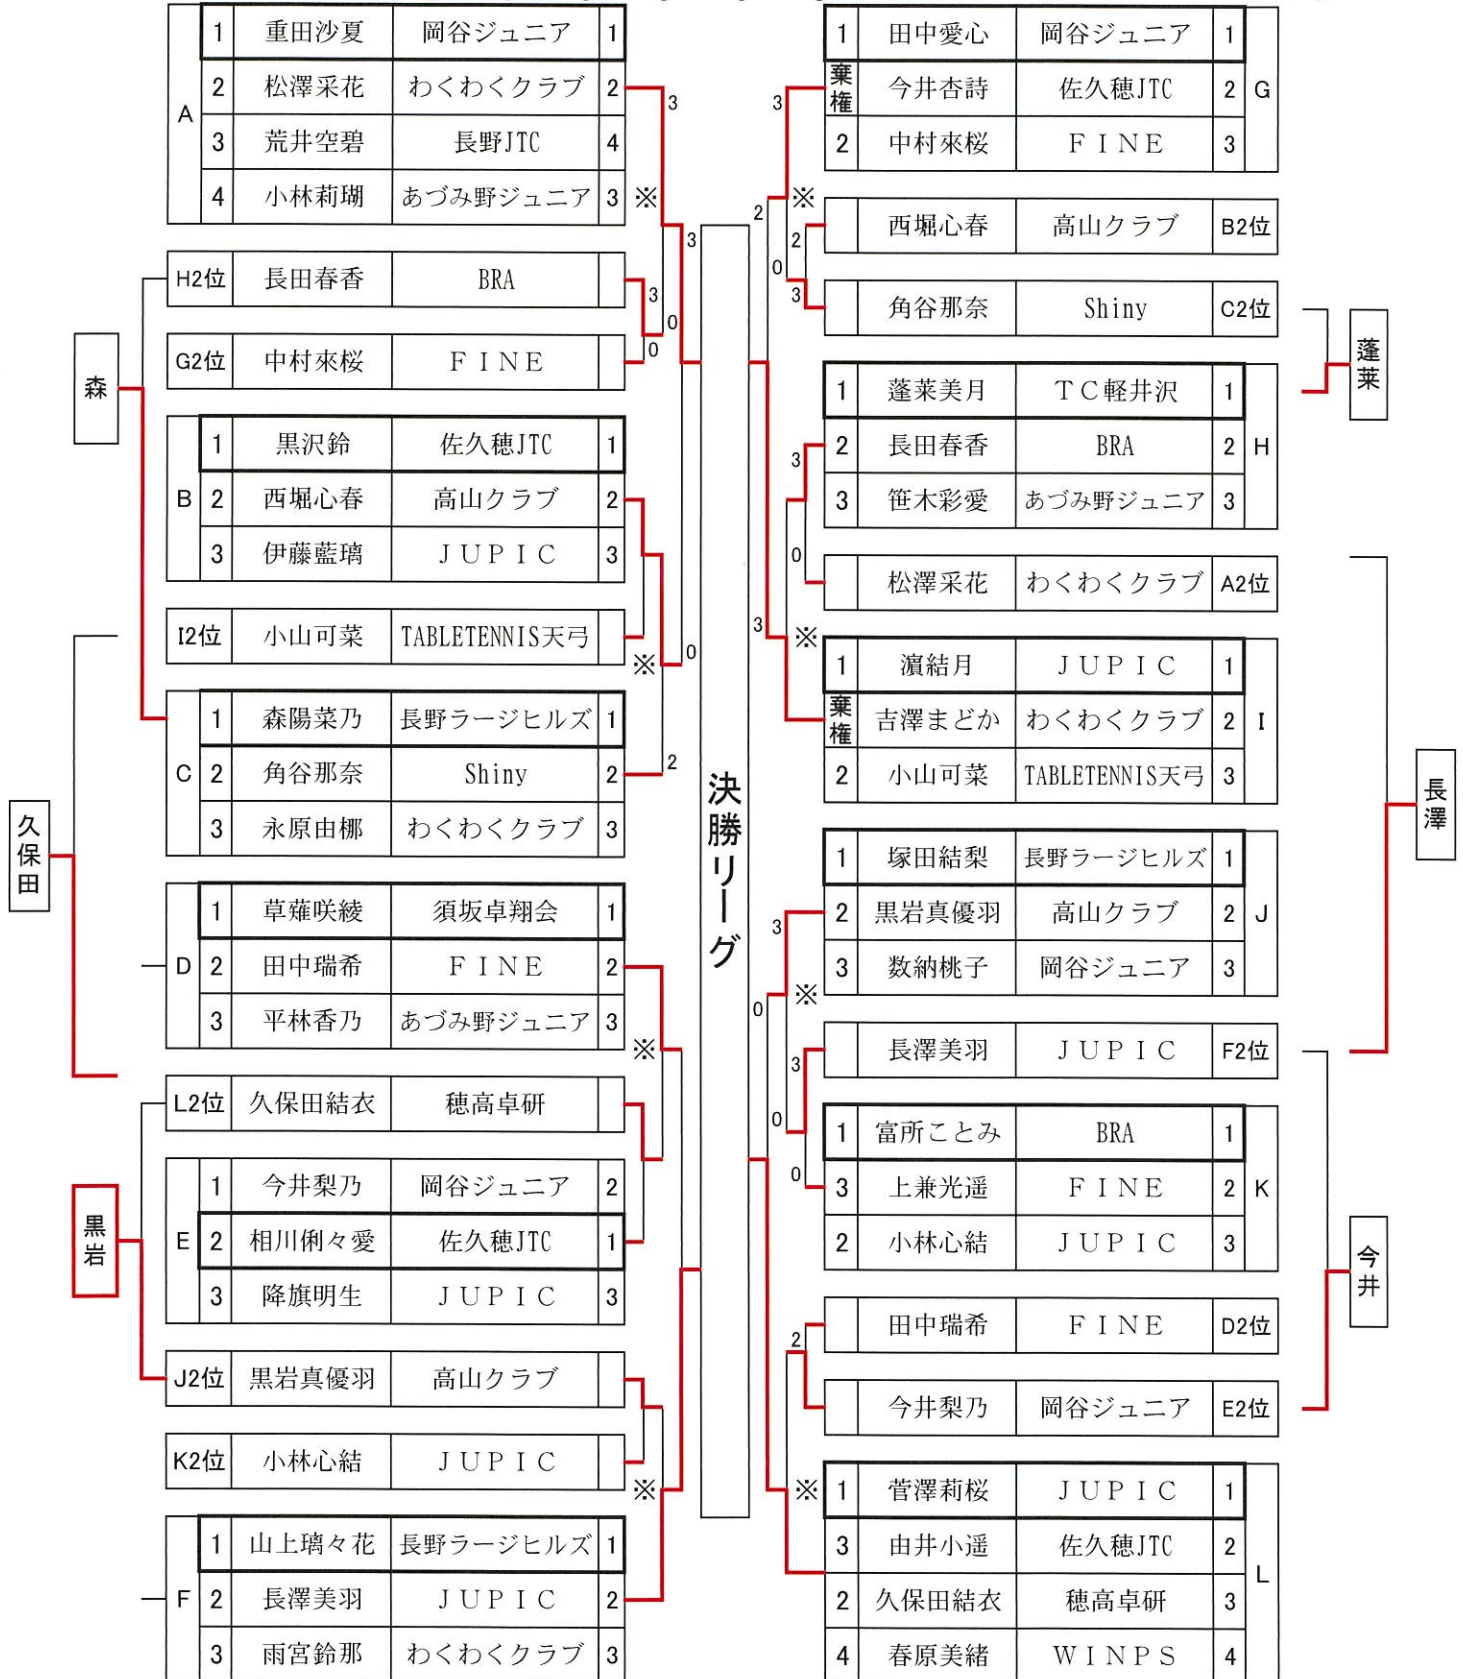 A
1 重田沙夏 岡谷ジュニア 1
2 松澤采花 わくわくクラブ 2
3 荒井空碧 長野JTC 4
4 小林莉瑚 あづみ野ジュニア 3
※
3
3
H2位 長田春香 BRA
3
0
G2位 中村來桜 ＦＩＮＥ
0
森
B
1 黒沢鈴 佐久穂JTC 1
2 西堀心春 高山クラブ 2
3 伊藤藍璃 ＪＵＰＩＣ 3
I2位 小山可菜 TABLETENNIS天弓
※
0
C
1 森陽菜乃 長野ラージヒルズ 1
2 角谷那奈 Shiny 2
3 永原由梛 わくわくクラブ 3
2
久保田
D
1 草薙咲綾 須坂卓翔会 1
2 田中瑞希 ＦＩＮＥ 2
3 平林香乃 あづみ野ジュニア 3
※
L2位 久保田結衣 穂高卓研
E
1 今井梨乃 岡谷ジュニア 2
2 相川俐々愛 佐久穂JTC 1
3 降旗明生 ＪＵＰＩＣ 3
黒岩
J2位 黒岩真優羽 高山クラブ
K2位 小林心結 ＪＵＰＩＣ
※
F
1 山上璃々花 長野ラージヒルズ 1
2 長澤美羽 ＪＵＰＩＣ 2
3 雨宮鈴那 わくわくクラブ 3
決勝リーグ
G
1 田中愛心 岡谷ジュニア 1
棄権 今井杏詩 佐久穂JTC 2
2 中村來桜 ＦＩＮＥ 3
3
※
2
西堀心春 高山クラブ B2位
2
0
角谷那奈 Shiny C2位
3
蓬莱
H
1 蓬莱美月 ＴＣ軽井沢 1
2 長田春香 BRA 2
3 笹木彩愛 あづみ野ジュニア 3
3
0
松澤采花 わくわくクラブ A2位
3
※
I
1 濵結月 ＪＵＰＩＣ 1
棄権 吉澤まどか わくわくクラブ 2
2 小山可菜 TABLETENNIS天弓 3
長澤
J
1 塚田結梨 長野ラージヒルズ 1
2 黒岩真優羽 高山クラブ 2
3 数納桃子 岡谷ジュニア 3
3
※
0
長澤美羽 ＪＵＰＩＣ F2位
3
0
K
1 富所ことみ BRA 1
3 上兼光遥 ＦＩＮＥ 2
2 小林心結 ＪＵＰＩＣ 3
0
今井
田中瑞希 ＦＩＮＥ D2位
2
今井梨乃 岡谷ジュニア E2位
※
L
1 菅澤莉桜 ＪＵＰＩＣ 1
3 由井小遥 佐久穂JTC 2
2 久保田結衣 穂高卓研 3
4 春原美緒 ＷＩＮＰＳ 4